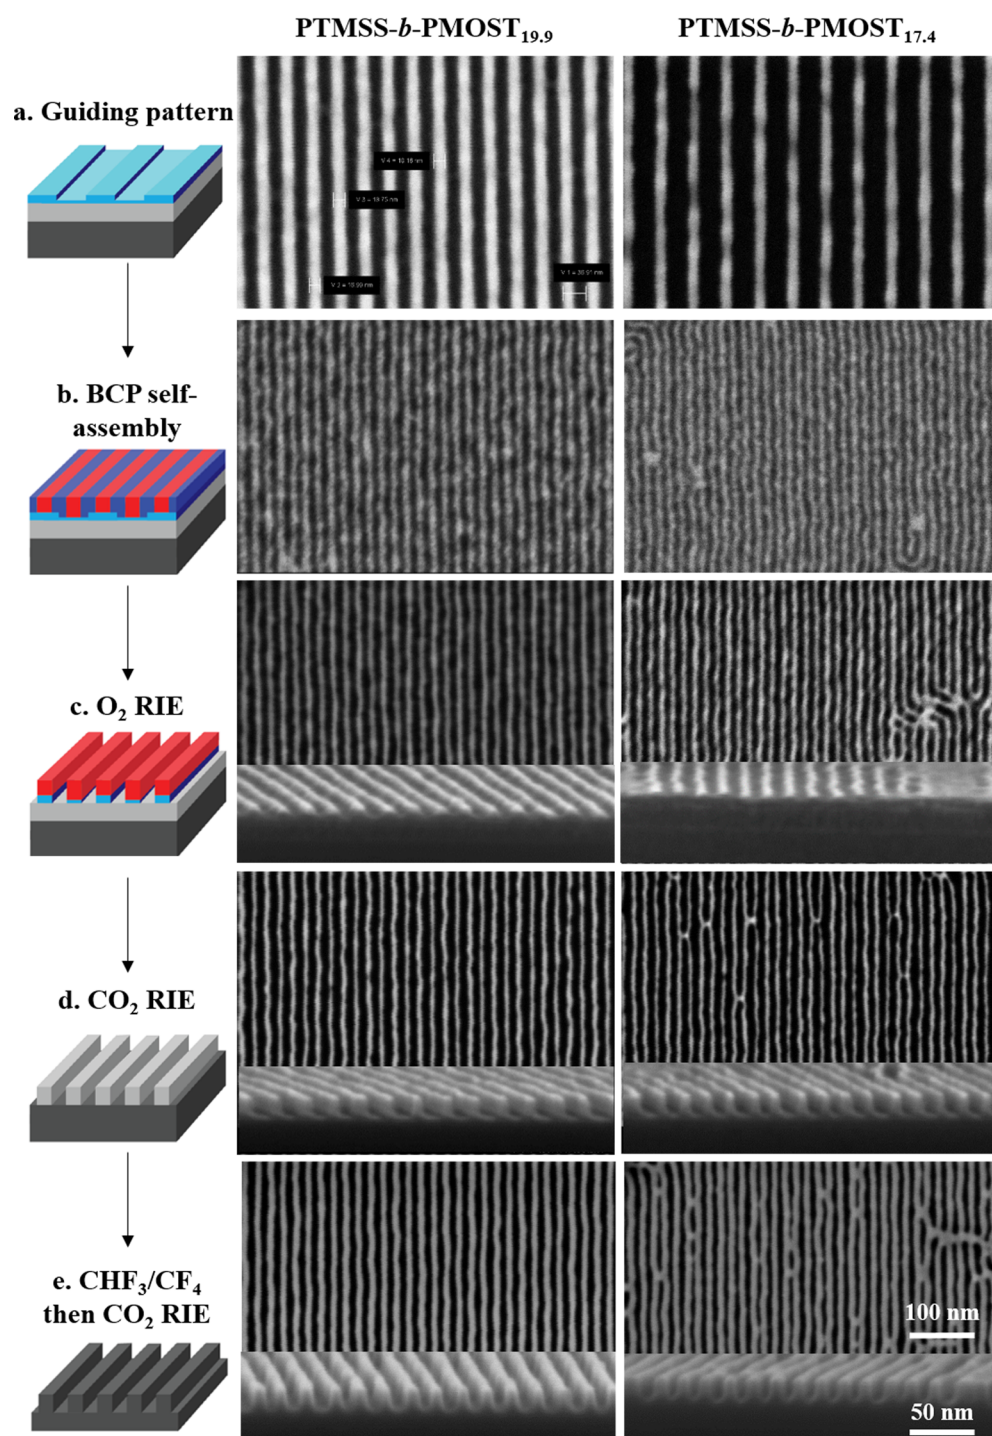 PTMSS-b-PMOST19.9
PTMSS-b-PMOST17.4
a. Guiding pattern
b. BCP self-
assembly
c. O2 RIE
d. CO2 RIE
e. CHF3/CF4
then CO2 RIE
100 nm
50 nm